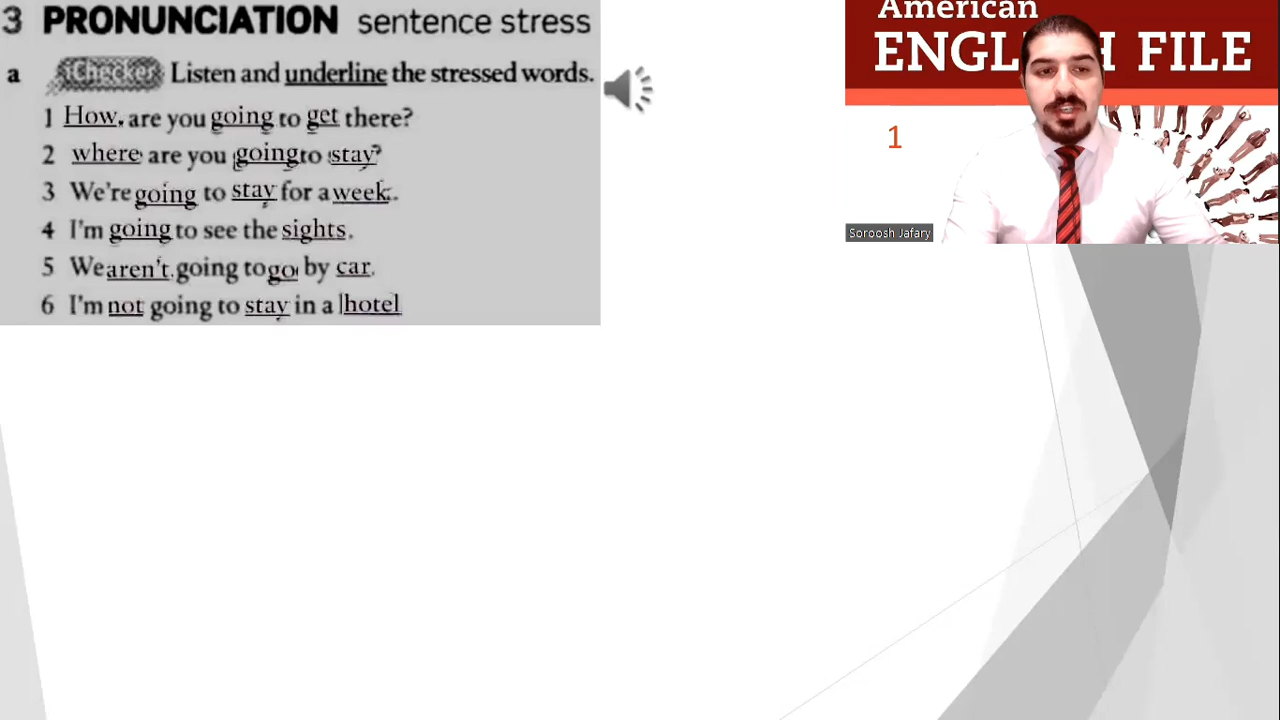 3 PRONUNCIATION sentence stress
a iChecker Listen and underline the stressed words.
1 How, are you going to get there?
2 where are you going to stay?
3 We're going to stay for a week.
4 I'm going to see the sights.
5 We aren't going to go by car.
6 I'm not going to stay in a hotel
American
ENGL H FILE
1
Soroosh Jafary